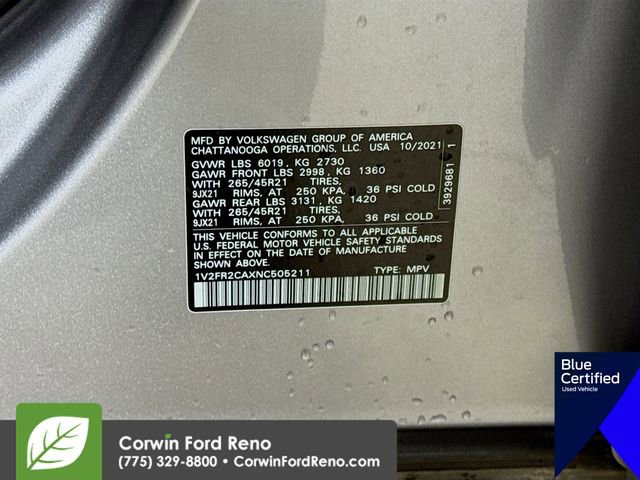 MFD BY VOLKSWAGEN GROUP OF AMERICA
CHATTANOOGA OPERATIONS, LLC. USA 10/2021
GVWR LBS 6019, KG 2730
GAWR FRONT LBS 2998, KG 1360
WITH 265/45R21 TIRES,
9JX21 RIMS, AT 250 KPA, 36 PSI COLD
GAWR REAR LBS 3131, KG 1420
WITH 265/45R21 TIRES,
9JX21 RIMS, AT 250 KPA, 36 PSI COLD
THIS VEHICLE CONFORMS TO ALL APPLICABLE
U.S. FEDERAL MOTOR VEHICLE SAFETY STANDARDS
IN EFFECT ON THE DATE OF MANUFACTURE
SHOWN ABOVE
1V2FR2CAXNC505211 TYPE: MPV
3929681 1
Blue
Certified
Used Vehicle
Corwin Ford Reno
(775) 329-8800 • CorwinFordReno.com